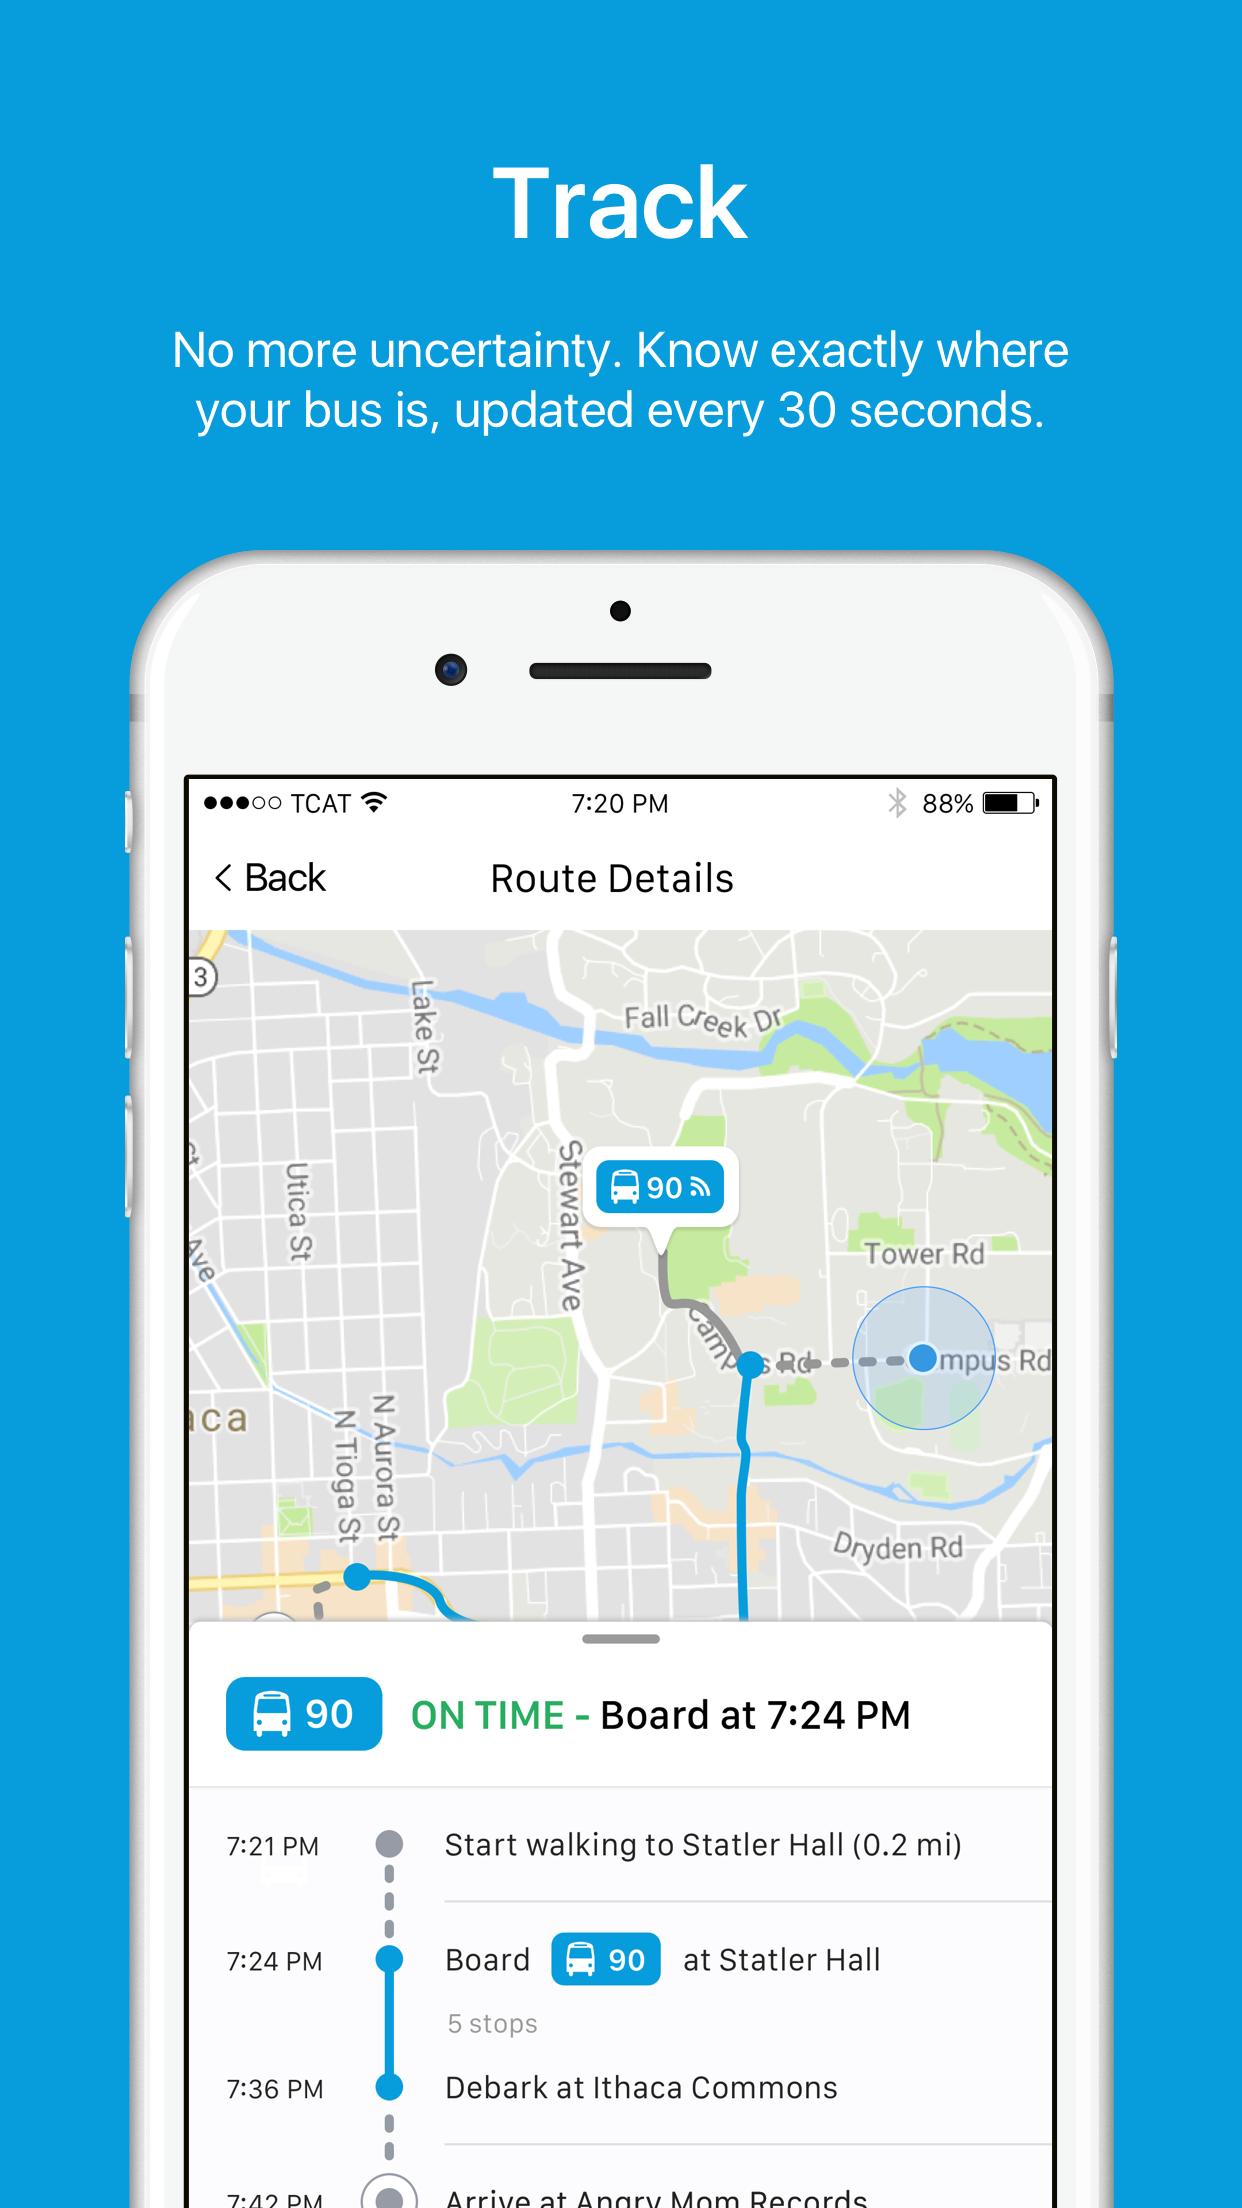 Track
No more uncertainty. Know exactly where
your bus is, updated every 30 seconds.
TCAT
7:20 PM
88%
Back
Route Details
3
Lake St
Fall Creek Dr
Stewart Ave
90
Utica St
Ave
Tower Rd
Campus Rd
mpus Rd
aca
N Tioga St
N Aurora St
Dryden Rd
90 ON TIME - Board at 7:24 PM
7:21 PM Start walking to Statler Hall (0.2 mi)
7:24 PM Board 90 at Statler Hall
5 stops
7:36 PM Debark at Ithaca Commons
7:42 PM Arrive at Angry Mom Records